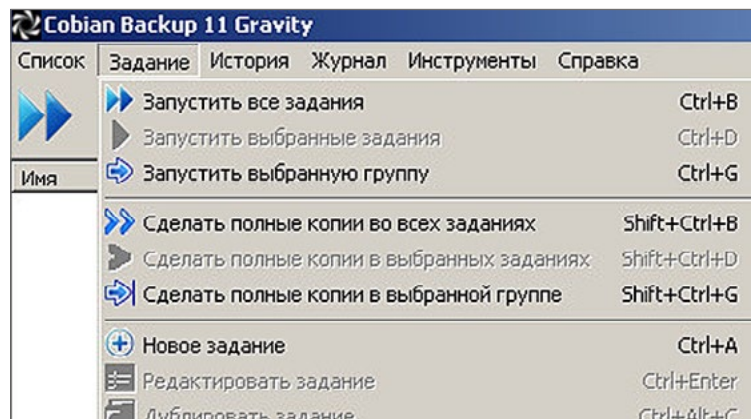 Cobian Backup 11 Gravity
Список Задание История Журнал Инструменты Справка
Запустить все задания Ctrl+B
Запустить выбранные задания Ctrl+D
Имя Запустить выбранную группу Ctrl+G
Сделать полные копии во всех заданиях Shift+Ctrl+B
Сделать полные копии в выбранных заданиях Shift+Ctrl+D
Сделать полные копии в выбранной группе Shift+Ctrl+G
Новое задание Ctrl+A
Редактировать задание Ctrl+Enter
Дублировать задание Ctrl+Alt+C